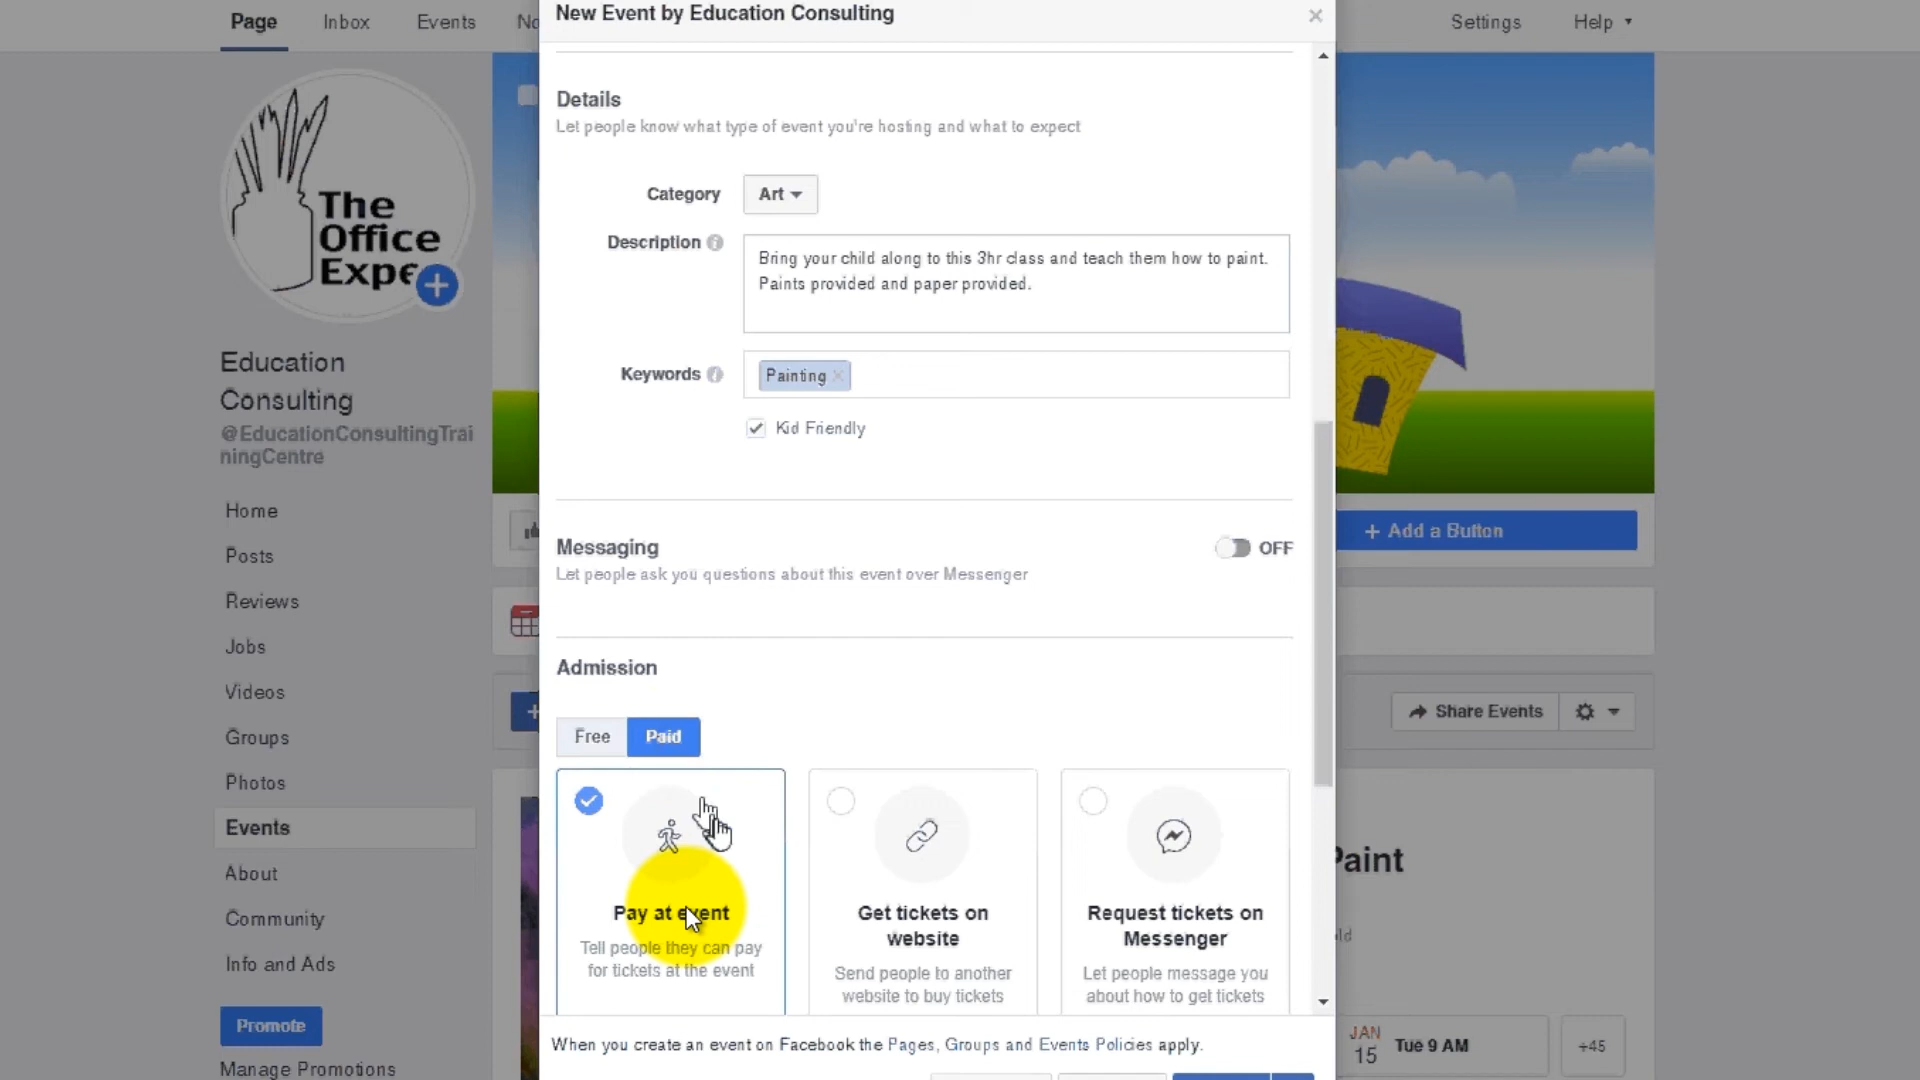 Page Inbox Events
Settings Help
New Event by Education Consulting
Details
Let people know what type of event you're hosting and what to expect
Category Art
Description
Bring your child along to this 3hr class and teach them how to paint.
Paints provided and paper provided.
Keywords Painting
Kid Friendly
Messaging OFF
Let people ask you questions about this event over Messenger
Admission
Free Paid
Pay at event
Tell people they can pay
for tickets at the event
Get tickets on
website
Send people to another
website to buy tickets
Request tickets on
Messenger
Let people message you
about how to get tickets
When you create an event on Facebook the Pages, Groups and Events Policies apply.
The
Office
Education
Consulting
@EducationConsultingTrai
ningCentre
Home
Posts
Reviews
Jobs
Videos
Groups
Photos
Events
About
Community
Info and Ads
Promote
Manage Promotions
+ Add a Button
Share Events
Paint
JAN
15
Tue 9 AM
+45